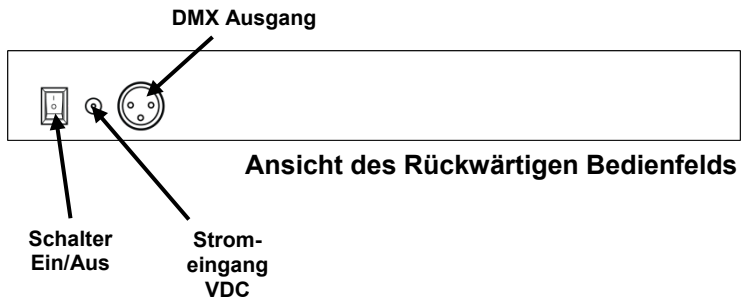 DMX Ausgang
Ansicht des Rückwärtigen Bedienfelds
Schalter
Ein/Aus
Strom-
eingang
VDC